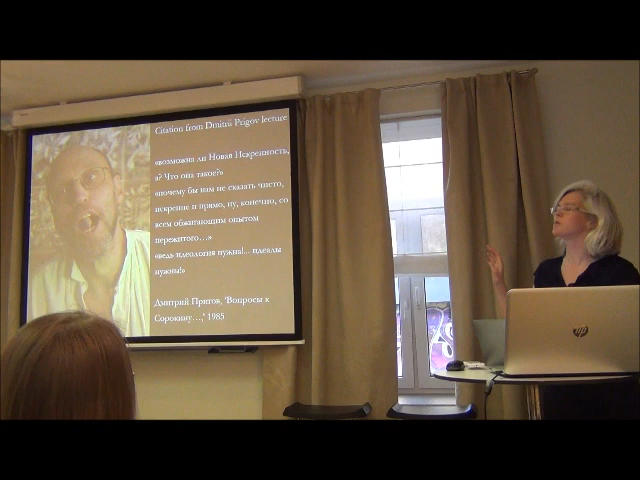 Citation from Dmitrii Prigov lecture
«возможна ли Новая Искренность,
а? Что она такое?»
«почему бы нам не сказать чисто,
искренне и прямо, ну, конечно, со
всем обжигающим опытом
пережитого…»
«ведь идеология нужна!... идеалы
нужны!»
Дмитрий Пригов, 'Вопросы к
Сорокину…,' 1985
hp